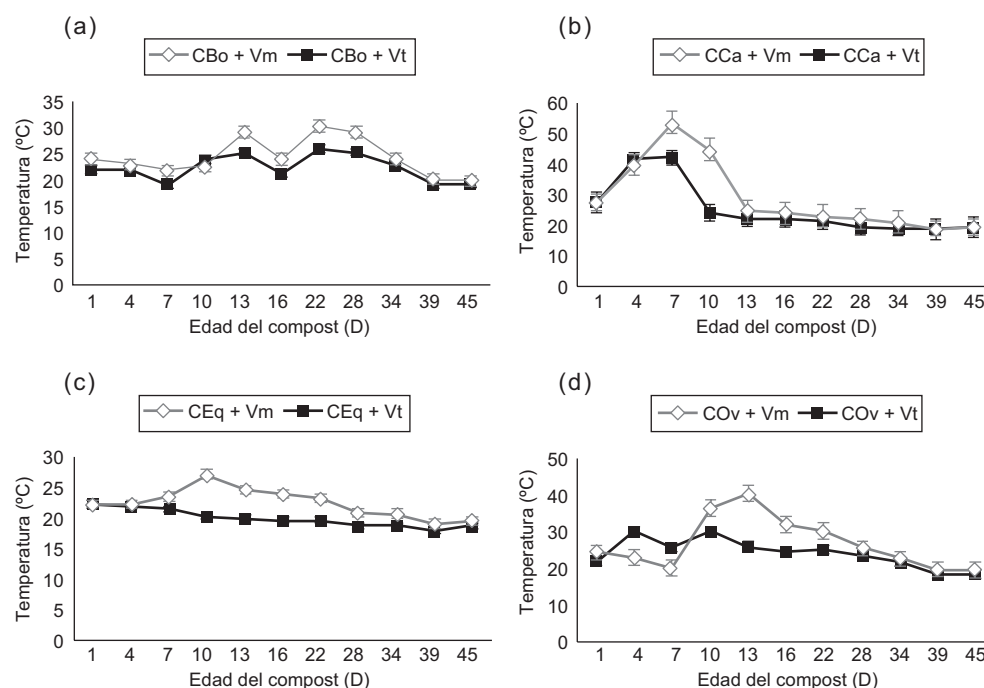 (a)
CBo + Vm CBo + Vt
Temperatura (ºC)
35
30
25
20
15
10
5
0
1 4 7 10 13 16 22 28 34 39 45
Edad del compost (D)
(b)
CCa + Vm CCa + Vt
Temperatura (ºC)
60
50
40
30
20
10
0
1 4 7 10 13 16 22 28 34 39 45
Edad del compost (D)
(c)
CEq + Vm CEq + Vt
Temperatura (ºC)
30
25
20
15
10
5
0
1 4 7 10 13 16 22 28 34 39 45
Edad del compost (D)
(d)
COv + Vm COv + Vt
Temperatura (ºC)
50
40
30
20
10
0
1 4 7 10 13 16 22 28 34 39 45
Edad del compost (D)